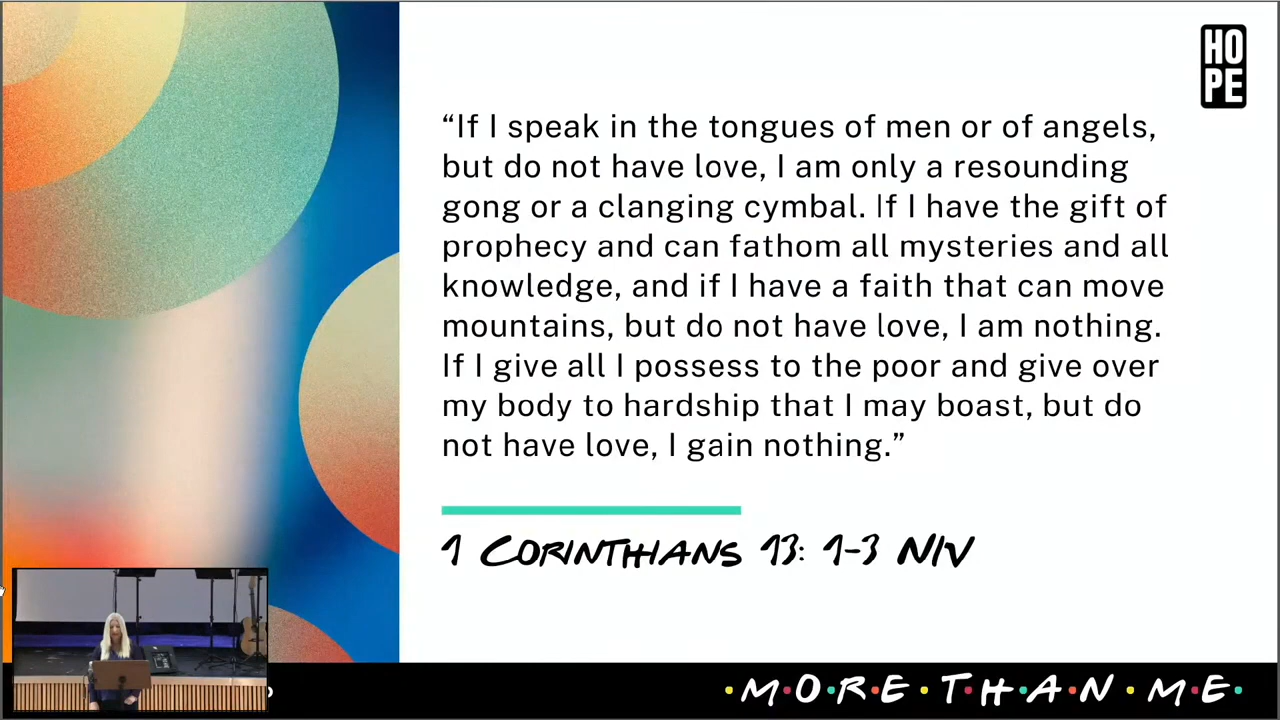 HO
PE
“If I speak in the tongues of men or of angels,
but do not have love, I am only a resounding
gong or a clanging cymbal. If I have the gift of
prophecy and can fathom all mysteries and all
knowledge, and if I have a faith that can move
mountains, but do not have love, I am nothing.
If I give all I possess to the poor and give over
my body to hardship that I may boast, but do
not have love, I gain nothing.”
1 CORINTHIANS 13: 1-3 NIV
·M·O·R·E·T·H·A·N·M·E·